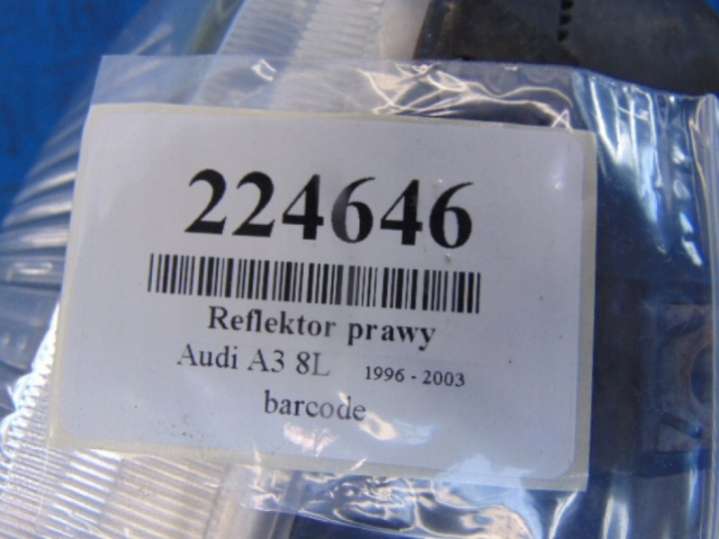 224646
Reflektor prawy
Audi A3 8L 1996 - 2003
barcode